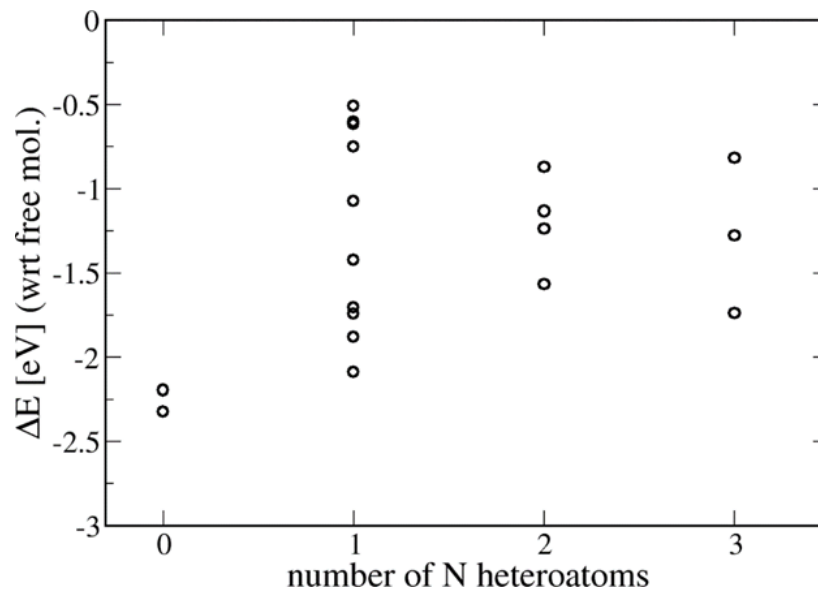 0
-0.5
-1
-1.5
-2
-2.5
-3
ΔE [eV] (wrt free mol.)
0 1 2 3
number of N heteroatoms